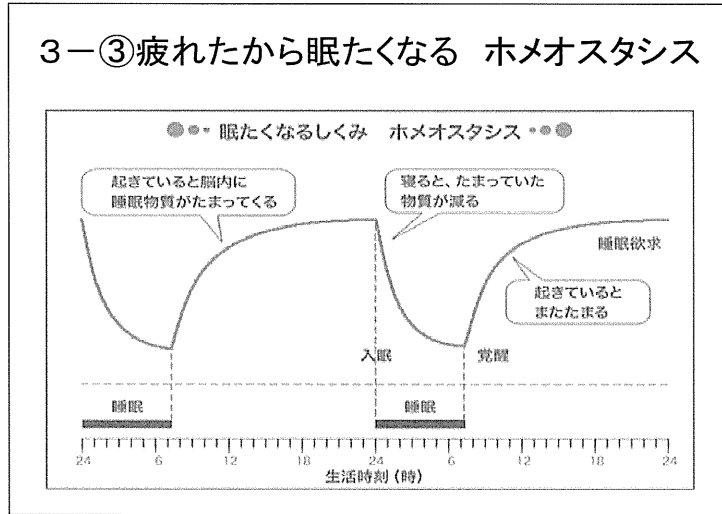 3－③疲れたから眠たくなる　ホメオスタシス
眠たくなるしくみ　ホメオスタシス
起きていると脳内に
睡眠物質がたまってくる
寝ると、たまっていた
物質が減る
睡眠欲求
起きていると
またたまる
入眠
覚醒
睡眠
睡眠
24 6 12 18 24 6 12 18 24
生活時刻(時)